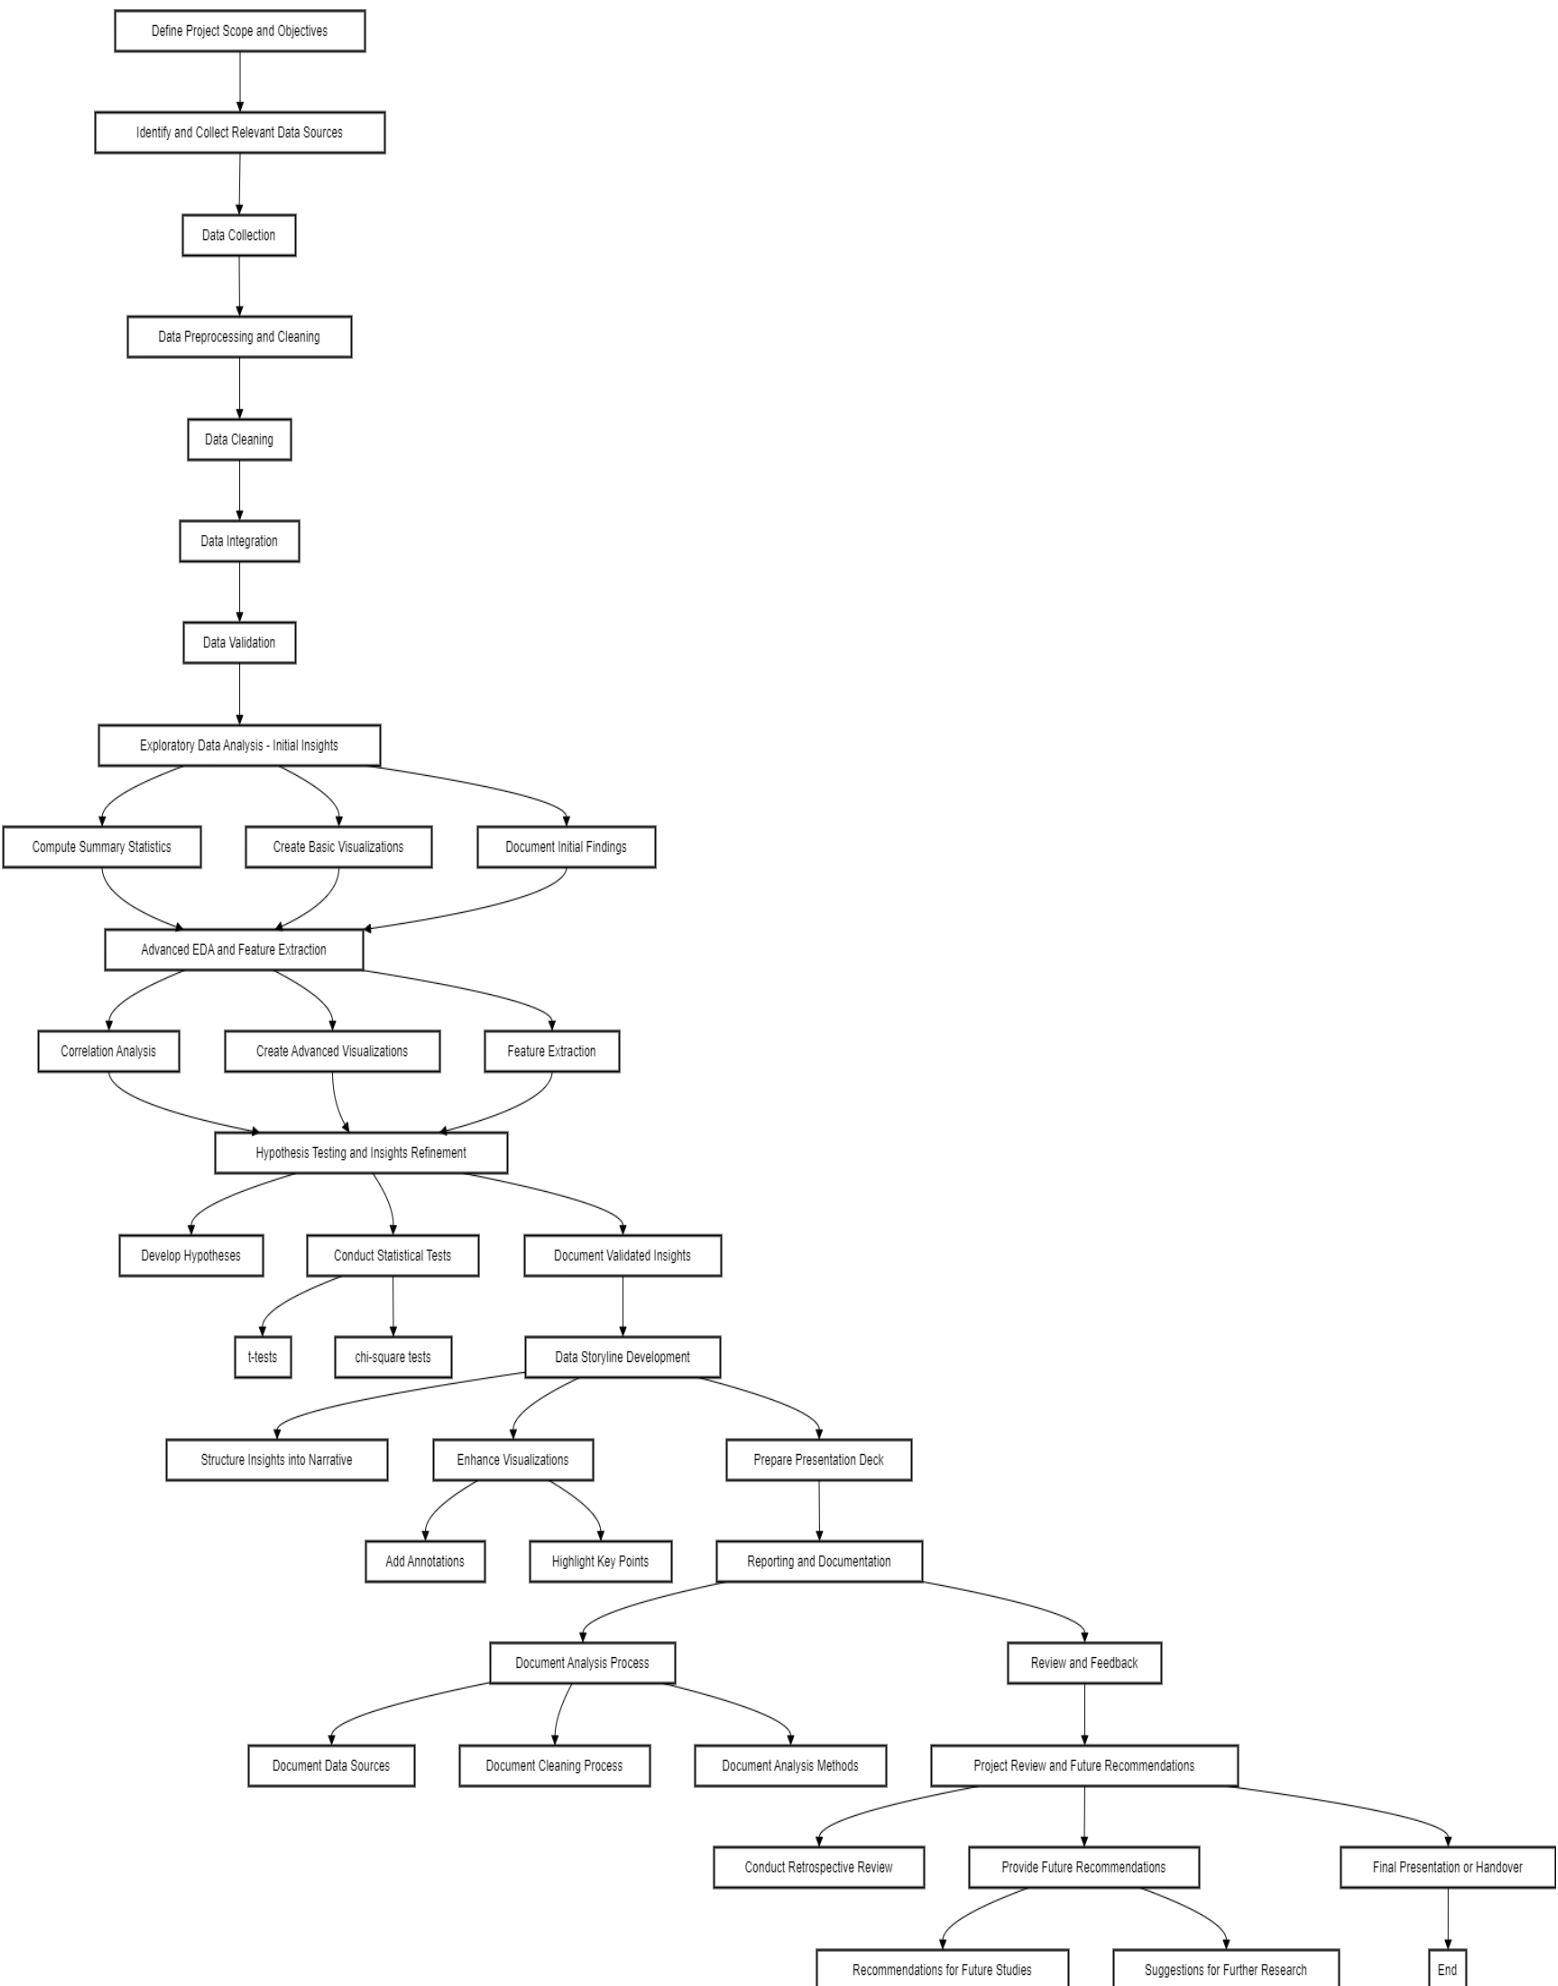 Define Project Scope and Objectives
Identify and Collect Relevant Data Sources
Data Collection
Data Preprocessing and Cleaning
Data Cleaning
Data Integration
Data Validation
Exploratory Data Analysis - Initial Insights
Compute Summary Statistics
Create Basic Visualizations
Document Initial Findings
Advanced EDA and Feature Extraction
Correlation Analysis
Create Advanced Visualizations
Feature Extraction
Hypothesis Testing and Insights Refinement
Develop Hypotheses
Conduct Statistical Tests
Document Validated Insights
t-tests
chi-square tests
Data Storyline Development
Structure Insights into Narrative
Enhance Visualizations
Prepare Presentation Deck
Add Annotations
Highlight Key Points
Reporting and Documentation
Document Analysis Process
Review and Feedback
Document Data Sources
Document Cleaning Process
Document Analysis Methods
Project Review and Future Recommendations
Conduct Retrospective Review
Provide Future Recommendations
Final Presentation or Handover
Recommendations for Future Studies
Suggestions for Further Research
End